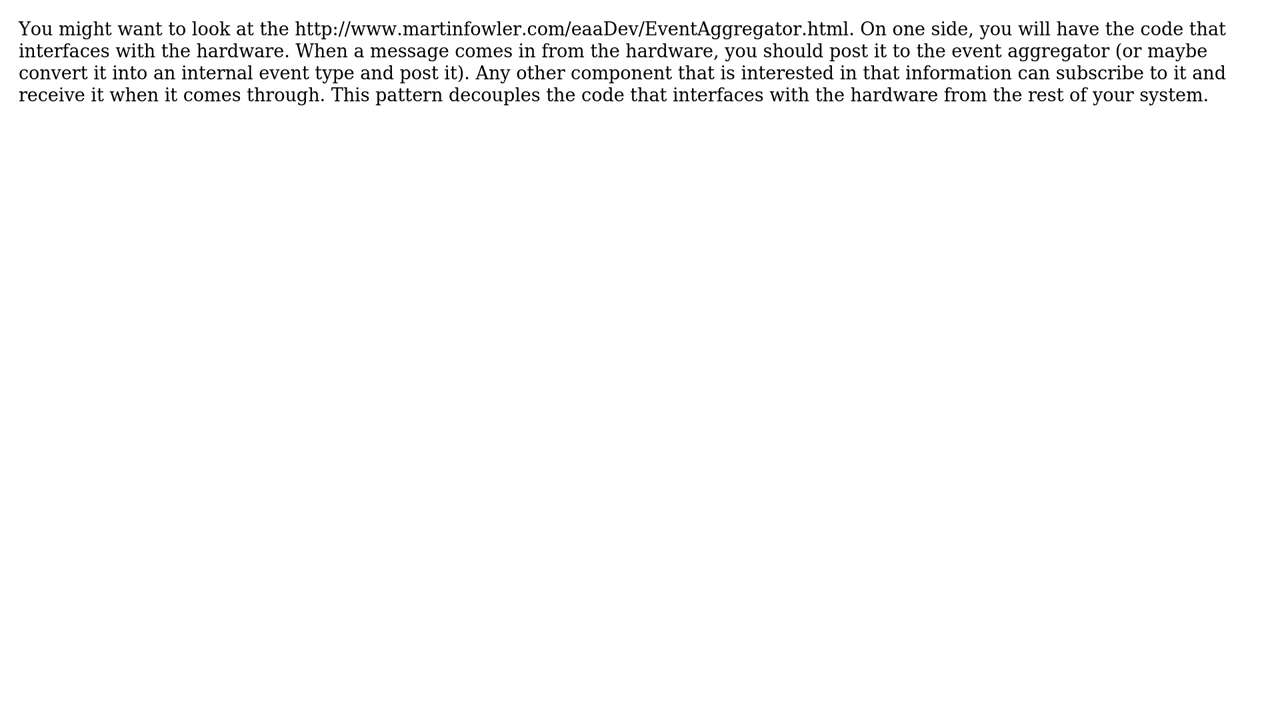 You might want to look at the http://www.martinfowler.com/eaaDev/EventAggregator.html. On one side, you will have the code that
interfaces with the hardware. When a message comes in from the hardware, you should post it to the event aggregator (or maybe
convert it into an internal event type and post it). Any other component that is interested in that information can subscribe to it and
receive it when it comes through. This pattern decouples the code that interfaces with the hardware from the rest of your system.